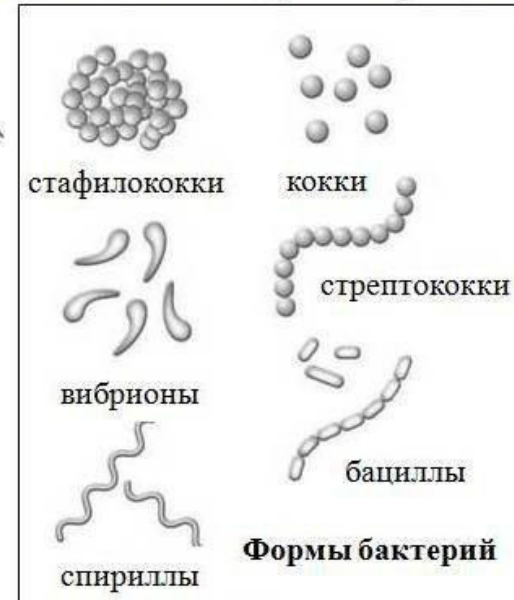 стафилококки
кокки
стрептококки
вибрионы
бациллы
спириллы
Формы бактерий